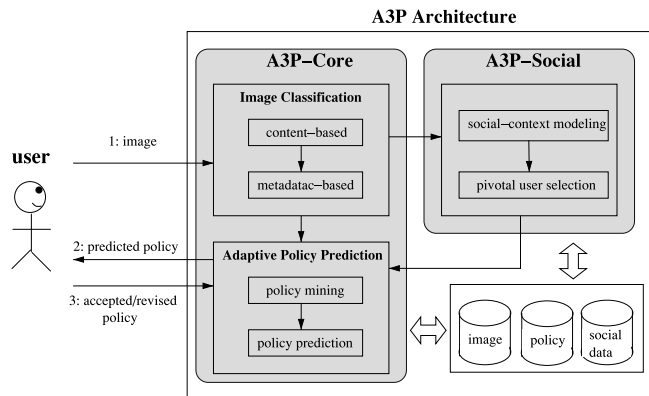 A3P Architecture
A3P–Core
A3P–Social
Image Classification
content–based
metadatac–based
social–context modeling
pivotal user selection
user
1: image
2: predicted policy
3: accepted/revised
policy
Adaptive Policy Prediction
policy mining
policy prediction
image
policy
social
data